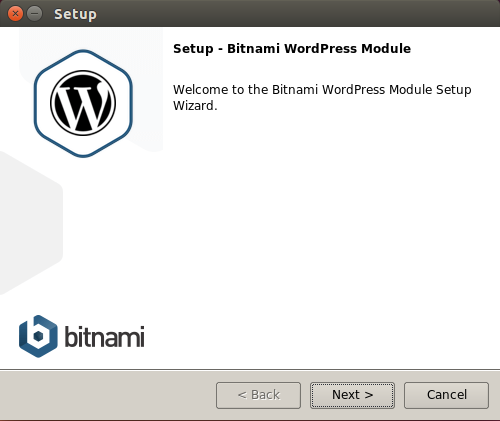 Setup
Setup - Bitnami WordPress Module
Welcome to the Bitnami WordPress Module Setup
Wizard.
W
bitnami
< Back
Next >
Cancel